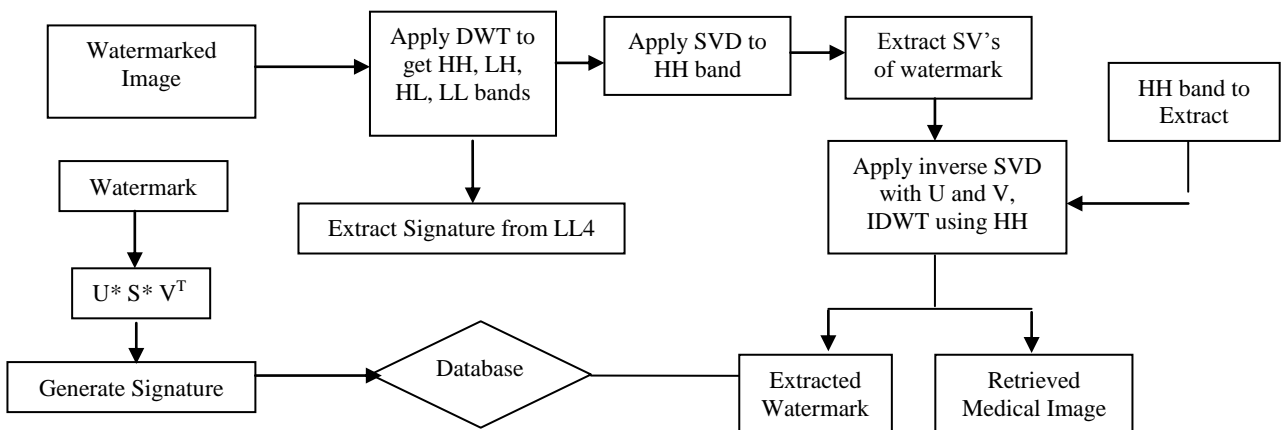 Watermarked
Image
Apply DWT to
get HH, LH,
HL, LL bands
Apply SVD to
HH band
Extract SV's
of watermark
HH band to
Extract
Watermark
Extract Signature from LL4
Apply inverse SVD
with U and V,
IDWT using HH
U* S* V^T
Generate Signature
Database
Extracted
Watermark
Retrieved
Medical Image